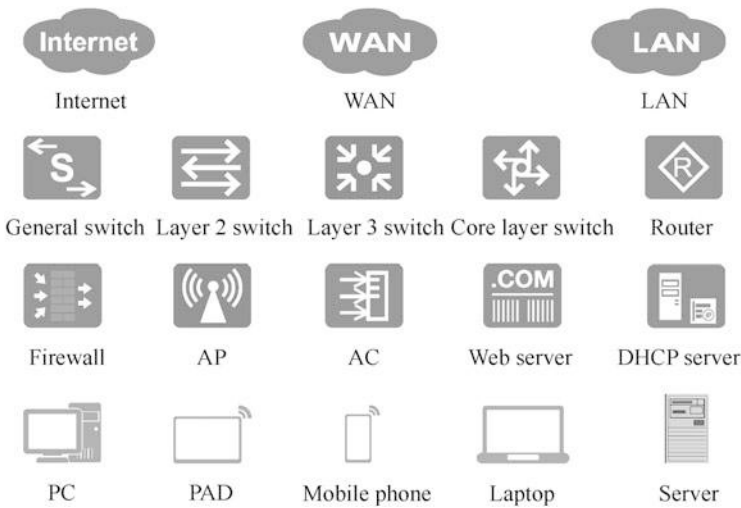 Internet WAN LAN
Internet WAN LAN
S R
General switch Layer 2 switch Layer 3 switch Core layer switch Router
.COM
Firewall AP AC Web server DHCP server
PC PAD Mobile phone Laptop Server